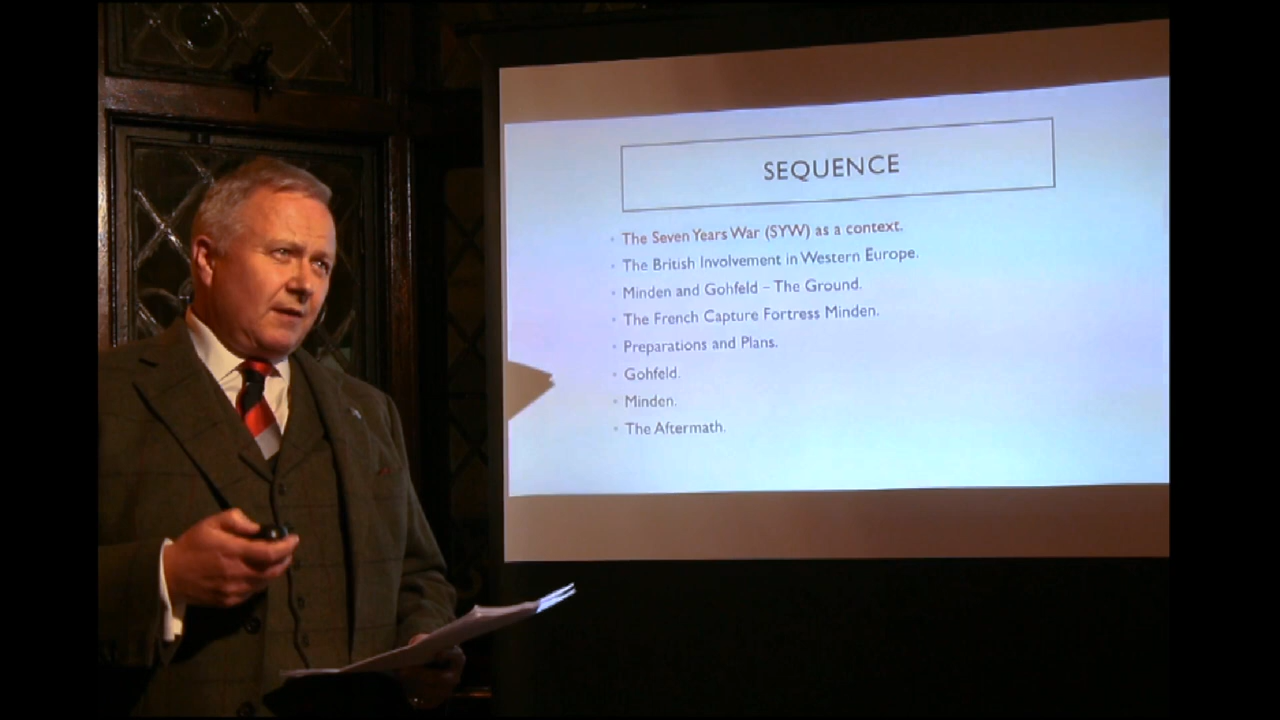 SEQUENCE
• The Seven Years War (SYW) as a context.
• The British Involvement in Western Europe.
• Minden and Gohfeld – The Ground.
• The French Capture Fortress Minden.
• Preparations and Plans.
• Gohfeld.
• Minden.
• The Aftermath.